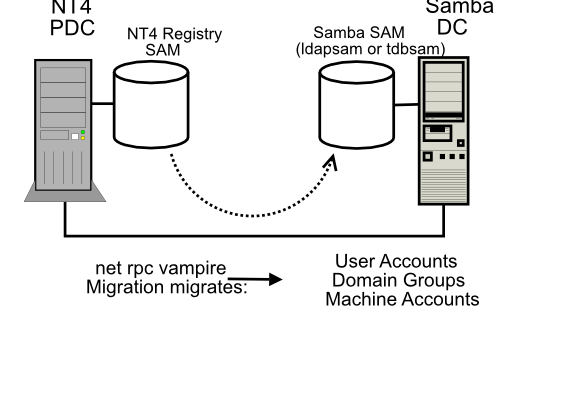 NT4
PDC
NT4 Registry
SAM
Samba SAM
(ldapsam or tdbsam)
Samba
DC
net rpc vampire
Migration migrates:
User Accounts
Domain Groups
Machine Accounts